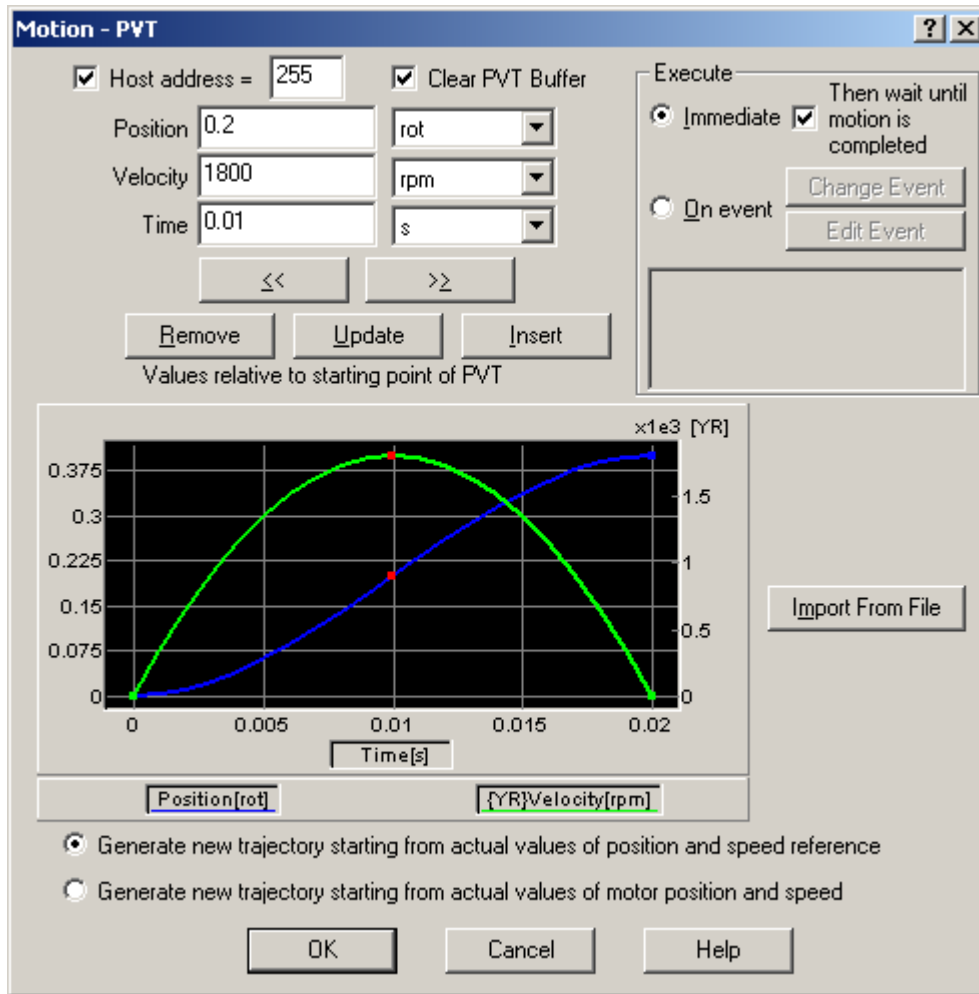 Motion - PVT
Host address = 255 Clear PVT Buffer
Position 0.2 rot
Velocity 1800 rpm
Time 0.01 s
<< >>
Remove Update Insert
Values relative to starting point of PVT
Execute
Immediate Then wait until
motion is
completed
On event Change Event
Edit Event
x1e3 [YR]
0.375
0.3
0.225
0.15
0.075
0
1.5
1
0.5
0
0 0.005 0.01 0.015 0.02
Time[s]
Position[rot] {YR}Velocity[rpm]
Import From File
Generate new trajectory starting from actual values of position and speed reference
Generate new trajectory starting from actual values of motor position and speed
OK Cancel Help